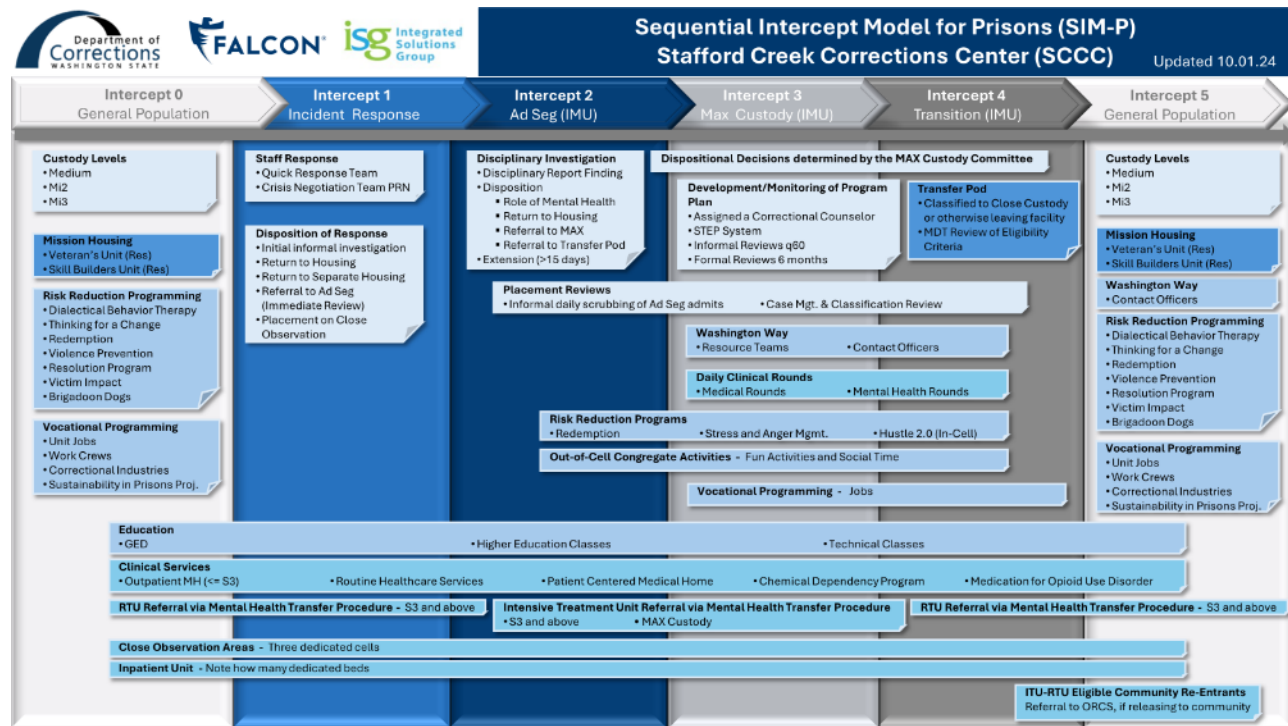 Department of
Corrections
WASHINGTON STATE
FALCON®
isg Integrated
Solutions
Group
Sequential Intercept Model for Prisons (SIM-P)
Stafford Creek Corrections Center (SCCC)
Updated 10.01.24
Intercept 0
General Population
Intercept 1
Incident Response
Intercept 2
Ad Seg (IMU)
Intercept 3
Max Custody (IMU)
Intercept 4
Transition (IMU)
Intercept 5
General Population
Custody Levels
• Medium
• Mi2
• Mi3
Mission Housing
• Veteran's Unit (Res)
• Skill Builders Unit (Res)
Risk Reduction Programming
• Dialectical Behavior Therapy
• Thinking for a Change
• Redemption
• Violence Prevention
• Resolution Program
• Victim Impact
• Brigadoon Dogs
Vocational Programming
• Unit Jobs
• Work Crews
• Correctional Industries
• Sustainability in Prisons Proj.
Staff Response
• Quick Response Team
• Crisis Negotiation Team PRN
Disposition of Response
• Initial informal investigation
• Return to Housing
• Return to Separate Housing
• Referral to Ad Seg
(Immediate Review)
• Placement on Close
Observation
Disciplinary Investigation
• Disciplinary Report Finding
• Disposition
▪ Role of Mental Health
▪ Return to Housing
▪ Referral to MAX
▪ Referral to Transfer Pod
• Extension (>15 days)
Dispositional Decisions determined by the MAX Custody Committee
Development/Monitoring of Program
Plan
• Assigned a Correctional Counselor
• STEP System
• Informal Reviews q60
• Formal Reviews 6 months
Transfer Pod
• Classified to Close Custody
or otherwise leaving facility
• MDT Review of Eligibility
Criteria
Placement Reviews
• Informal daily scrubbing of Ad Seg admits • Case Mgt. & Classification Review
Washington Way
• Resource Teams • Contact Officers
Daily Clinical Rounds
• Medical Rounds • Mental Health Rounds
Risk Reduction Programs
• Redemption • Stress and Anger Mgmt. • Hustle 2.0 (In-Cell)
Out-of-Cell Congregate Activities - Fun Activities and Social Time
Vocational Programming - Jobs
Custody Levels
• Medium
• Mi2
• Mi3
Mission Housing
• Veteran's Unit (Res)
• Skill Builders Unit (Res)
Washington Way
• Contact Officers
Risk Reduction Programming
• Dialectical Behavior Therapy
• Thinking for a Change
• Redemption
• Violence Prevention
• Resolution Program
• Victim Impact
• Brigadoon Dogs
Vocational Programming
• Unit Jobs
• Work Crews
• Correctional Industries
• Sustainability in Prisons Proj.
Education
• GED • Higher Education Classes • Technical Classes
Clinical Services
• Outpatient MH (<= S3) • Routine Healthcare Services • Patient Centered Medical Home • Chemical Dependency Program • Medication for Opioid Use Disorder
RTU Referral via Mental Health Transfer Procedure - S3 and above
Intensive Treatment Unit Referral via Mental Health Transfer Procedure
• S3 and above • MAX Custody
RTU Referral via Mental Health Transfer Procedure - S3 and above
Close Observation Areas - Three dedicated cells
Inpatient Unit - Note how many dedicated beds
ITU-RTU Eligible Community Re-Entrants
Referral to ORCS, if releasing to community